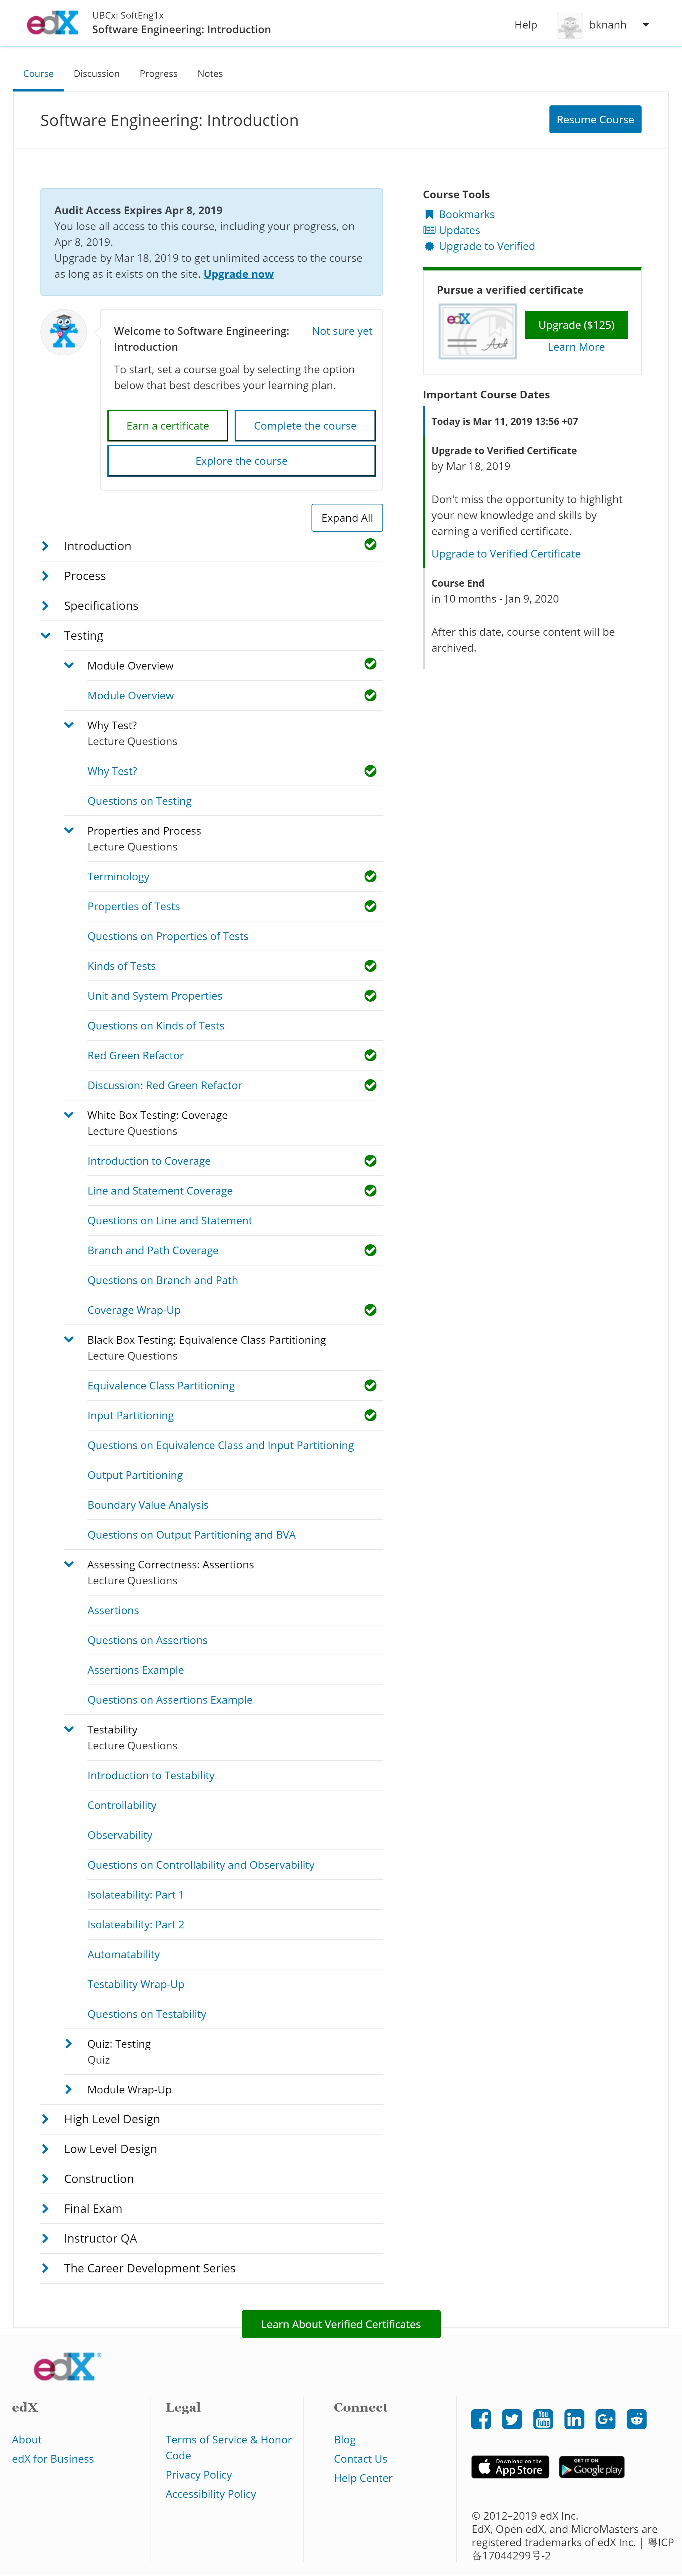 edX
UBCx: SoftEng1x
Software Engineering: Introduction
Help
bknanh
Course
Discussion
Progress
Notes
Software Engineering: Introduction
Resume Course
Audit Access Expires Apr 8, 2019
You lose all access to this course, including your progress, on
Apr 8, 2019.
Upgrade by Mar 18, 2019 to get unlimited access to the course
as long as it exists on the site. Upgrade now
Welcome to Software Engineering:
Introduction
Not sure yet
To start, set a course goal by selecting the option
below that best describes your learning plan.
Earn a certificate
Complete the course
Explore the course
Expand All
Introduction
Process
Specifications
Testing
Module Overview
Module Overview
Why Test?
Lecture Questions
Why Test?
Questions on Testing
Properties and Process
Lecture Questions
Terminology
Properties of Tests
Questions on Properties of Tests
Kinds of Tests
Unit and System Properties
Questions on Kinds of Tests
Red Green Refactor
Discussion: Red Green Refactor
White Box Testing: Coverage
Lecture Questions
Introduction to Coverage
Line and Statement Coverage
Questions on Line and Statement
Branch and Path Coverage
Questions on Branch and Path
Coverage Wrap-Up
Black Box Testing: Equivalence Class Partitioning
Lecture Questions
Equivalence Class Partitioning
Input Partitioning
Questions on Equivalence Class and Input Partitioning
Output Partitioning
Boundary Value Analysis
Questions on Output Partitioning and BVA
Assessing Correctness: Assertions
Lecture Questions
Assertions
Questions on Assertions
Assertions Example
Questions on Assertions Example
Testability
Lecture Questions
Introduction to Testability
Controllability
Observability
Questions on Controllability and Observability
Isolateability: Part 1
Isolateability: Part 2
Automatability
Testability Wrap-Up
Questions on Testability
Quiz: Testing
Quiz
Module Wrap-Up
High Level Design
Low Level Design
Construction
Final Exam
Instructor QA
The Career Development Series
Course Tools
Bookmarks
Updates
Upgrade to Verified
Pursue a verified certificate
edX
Upgrade ($125)
Learn More
Important Course Dates
Today is Mar 11, 2019 13:56 +07
Upgrade to Verified Certificate
by Mar 18, 2019
Don't miss the opportunity to highlight
your new knowledge and skills by
earning a verified certificate.
Upgrade to Verified Certificate
Course End
in 10 months - Jan 9, 2020
After this date, course content will be
archived.
Learn About Verified Certificates
edX®
edX
About
edX for Business
Legal
Terms of Service & Honor
Code
Privacy Policy
Accessibility Policy
Connect
Blog
Contact Us
Help Center
You
Tube
in
G+
Download on the
App Store
GET IT ON
Google play
© 2012–2019 edX Inc.
EdX, Open edX, and MicroMasters are
registered trademarks of edX Inc. | 粤ICP
备17044299号-2